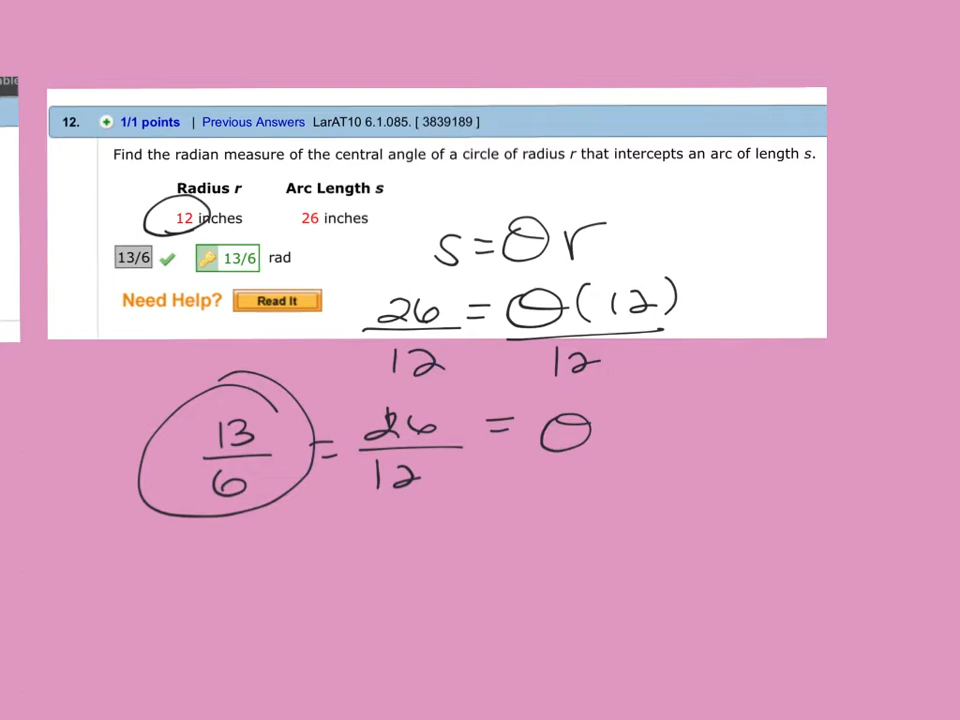 able
12. 1/1 points | Previous Answers LarAT10 6.1.085. [ 3839189 ]
Find the radian measure of the central angle of a circle of radius r that intercepts an arc of length s.
Radius r Arc Length s
12 inches 26 inches
s = θ r
13/6 13/6 rad
Need Help? Read It
26 = θ(12)
12 12
13 = 26 = θ
6 12